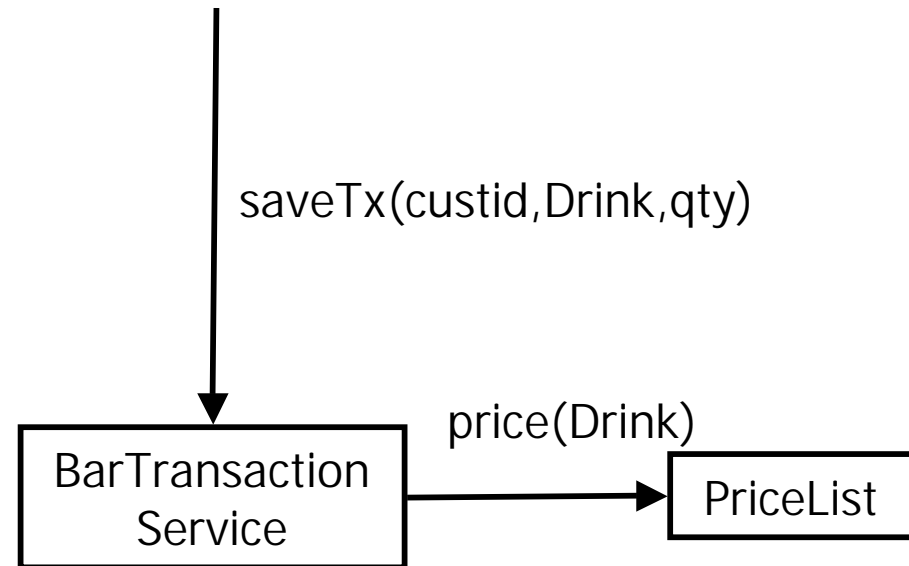 saveTx(custid,Drink,qty)
price(Drink)
BarTransaction
Service
PriceList